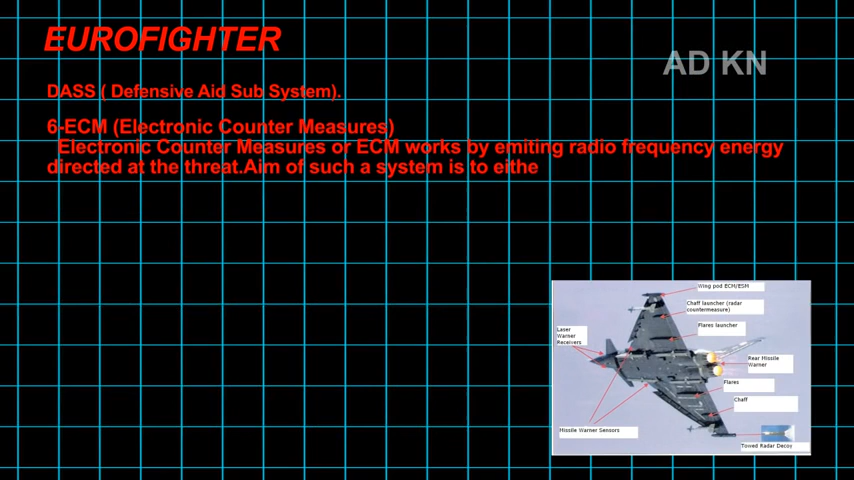 EUROFIGHTER
AD KN
DASS ( Defensive Aid Sub System).
6-ECM (Electronic Counter Measures)
Electronic Counter Measures or ECM works by emiting radio frequency energy
directed at the threat.Aim of such a system is to eithe
Wing pod ECM/ESM
Chaff launcher (radar
countermeasure)
Flares launcher
Laser
Warner
Receivers
Rear Missile
Warner
Flares
Chaff
Missile Warner Sensors
Towed Radar Decoy